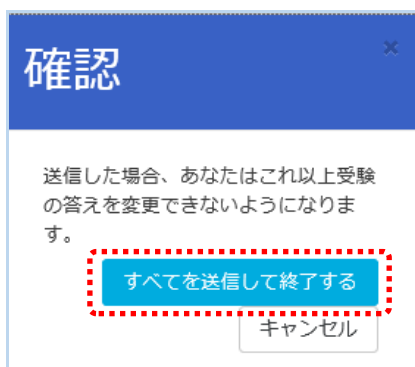 確認
送信した場合、あなたはこれ以上受験
の答えを変更できないようになりま
す。
すべてを送信して終了する
キャンセル